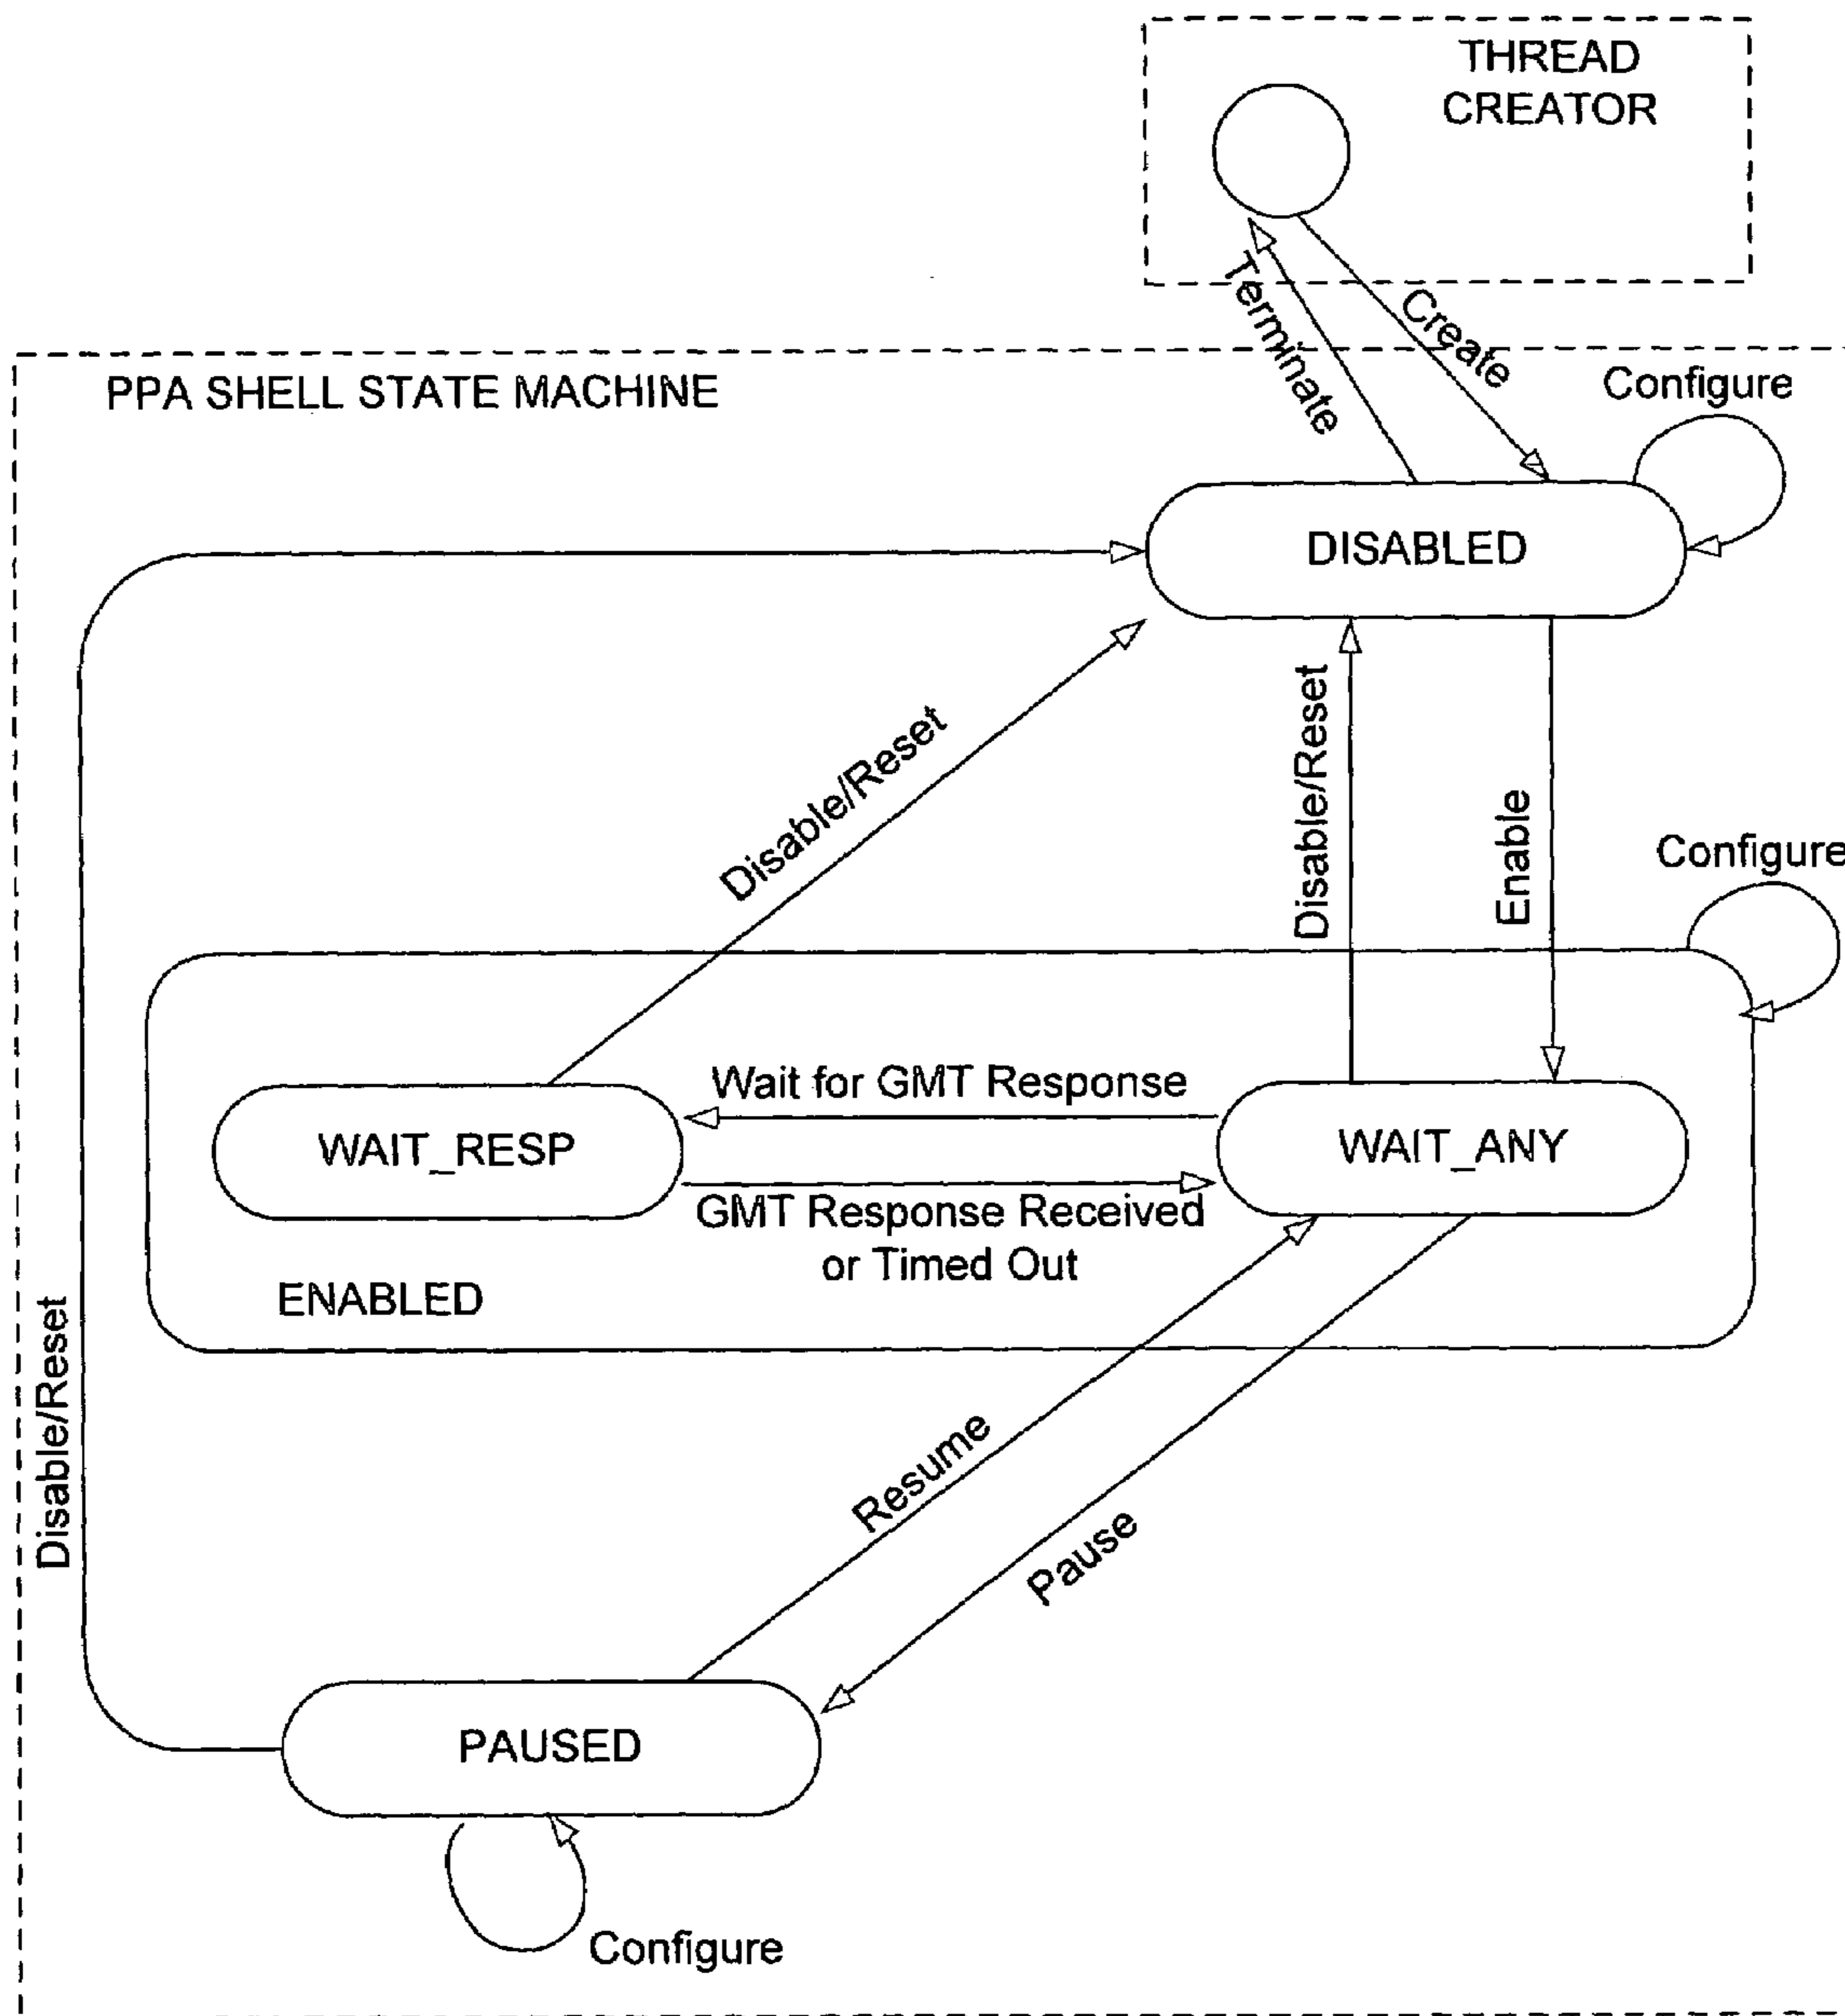 THREAD
CREATOR
Terminate
Create
PPA SHELL STATE MACHINE
Configure
DISABLED
Disable/Reset
Disable/Reset
Enable
Configure
Wait for GMT Response
WAIT_RESP
WAIT_ANY
GMT Response Received
or Timed Out
ENABLED
Disable/Reset
Resume
Pause
PAUSED
Configure